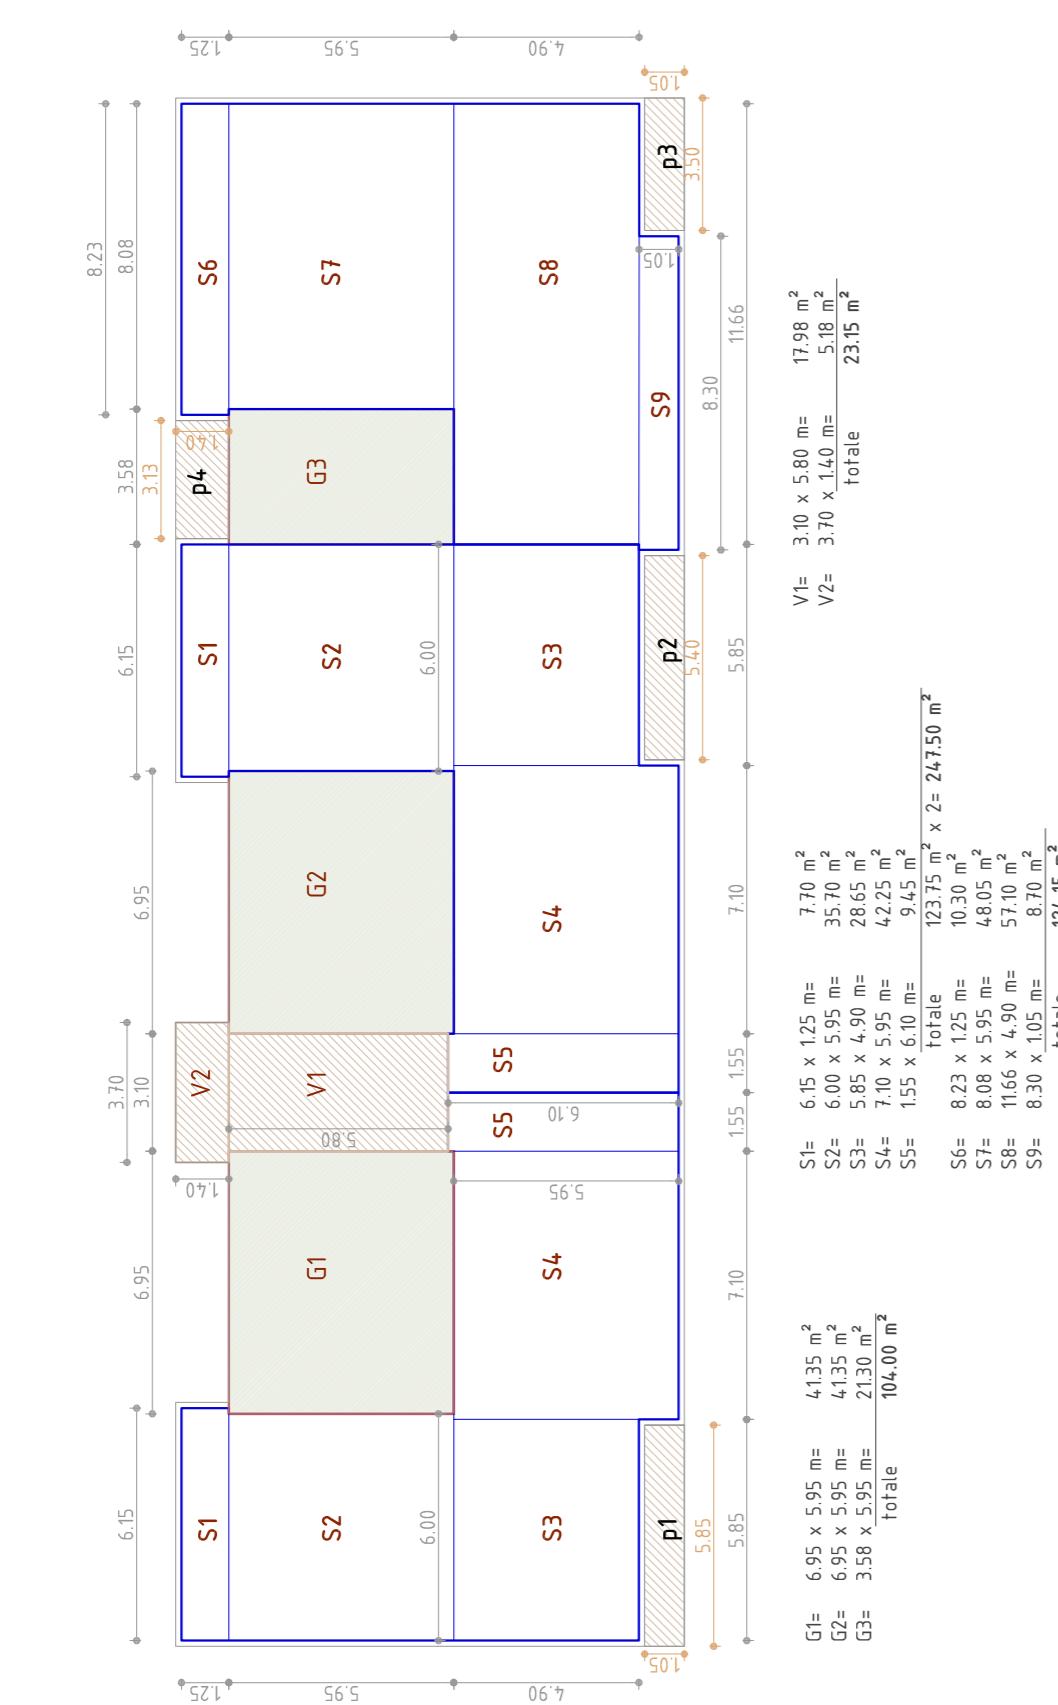 1.25 5.95 4.90
1.05
8.23
8.08
3.58
3.13
1.40
6.15
6.95
3.70
3.10
1.40
6.95
6.15
S6 S7 S8
p3
3.50
1.05
S9
8.30
11.66
p4
G3
S1 S2 S3
6.00
p2
5.40
5.85
G2
S4
7.10
V2
V1
5.80
S5
S5
6.10
1.55
1.55
5.95
G1
S4
7.10
S1 S2 S3
6.00
p1
5.85
5.85
1.05
1.25 5.95 4.90
G1= 6.95 x 5.95 m= 41.35 m²
G2= 6.95 x 5.95 m= 41.35 m²
G3= 3.58 x 5.95 m= 21.30 m²
totale 104.00 m²
S1= 6.15 x 1.25 m= 7.70 m²
S2= 6.00 x 5.95 m= 35.70 m²
S3= 5.85 x 4.90 m= 28.65 m²
S4= 7.10 x 5.95 m= 42.25 m²
S5= 1.55 x 6.10 m= 9.45 m²
totale 123.75 m² x 2= 247.50 m²
S6= 8.23 x 1.25 m= 10.30 m²
S7= 8.08 x 5.95 m= 48.05 m²
S8= 11.66 x 4.90 m= 57.10 m²
S9= 8.30 x 1.05 m= 8.70 m²
V1= 3.10 x 5.80 m= 17.98 m²
V2= 3.70 x 1.40 m= 5.18 m²
totale 23.15 m²